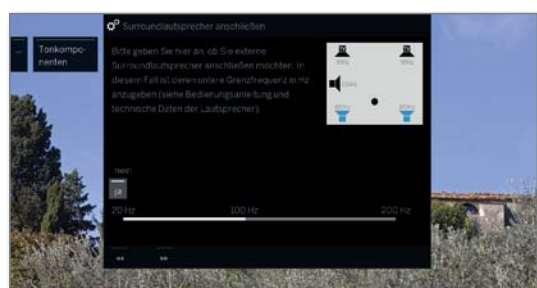 Surroundlautsprecher anschließen
...
Tonkompo-
nenten
Bitte geben Sie hier an, ob Sie externe
Surroundlautsprecher anschließen möchten. In
diesem Fall ist deren untere Grenzfrequenz in Hz
anzugeben (siehe Bedienungsanleitung und
technische Daten der Lautsprecher).
nein
ja
20 Hz 100 Hz 200 Hz